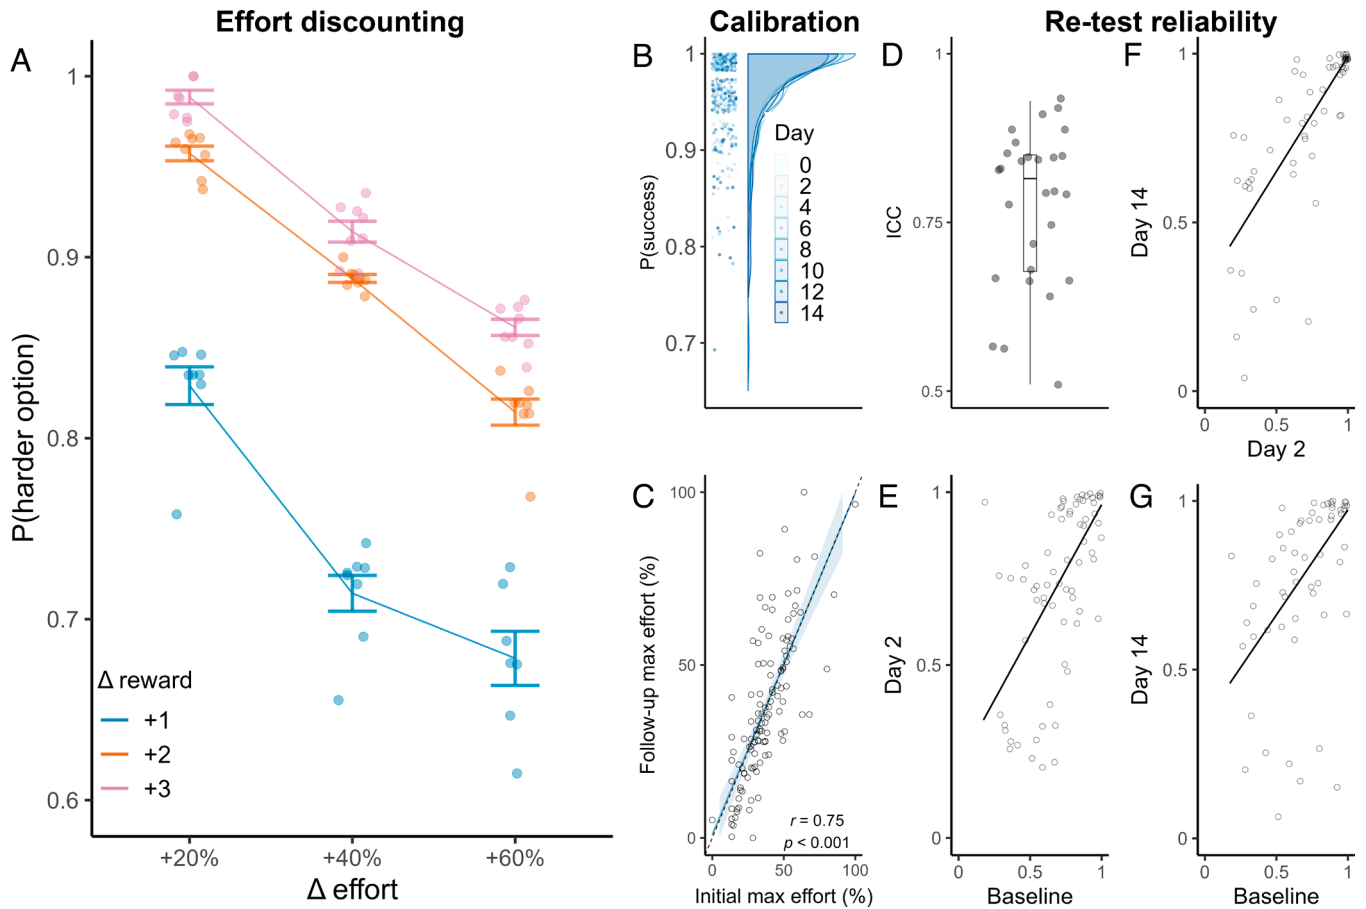 Effort discounting
Calibration
Re-test reliability
A
P(harder option)
1
0.9
0.8
0.7
0.6
Δ reward
+1
+2
+3
+20%
+40%
+60%
Δ effort
B
P(success)
1
0.9
0.8
0.7
Day
0
2
4
6
8
10
12
14
C
Follow-up max effort (%)
100
50
0
r = 0.75
p < 0.001
0
50
100
Initial max effort (%)
D
ICC
1
0.75
0.5
E
Day 2
1
0.5
0
0
0.5
1
Baseline
F
Day 14
1
0.5
0
0
0.5
1
Day 2
G
Day 14
1
0.5
0
0
0.5
1
Baseline